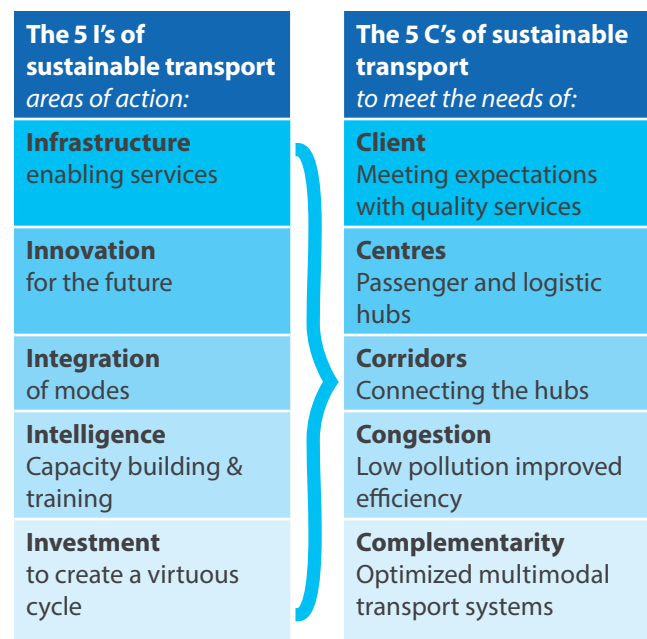 The 5 I's of
sustainable transport
areas of action:
Infrastructure
enabling services
Innovation
for the future
Integration
of modes
Intelligence
Capacity building &
training
Investment
to create a virtuous
cycle
The 5 C's of sustainable
transport
to meet the needs of:
Client
Meeting expectations
with quality services
Centres
Passenger and logistic
hubs
Corridors
Connecting the hubs
Congestion
Low pollution improved
efficiency
Complementarity
Optimized multimodal
transport systems